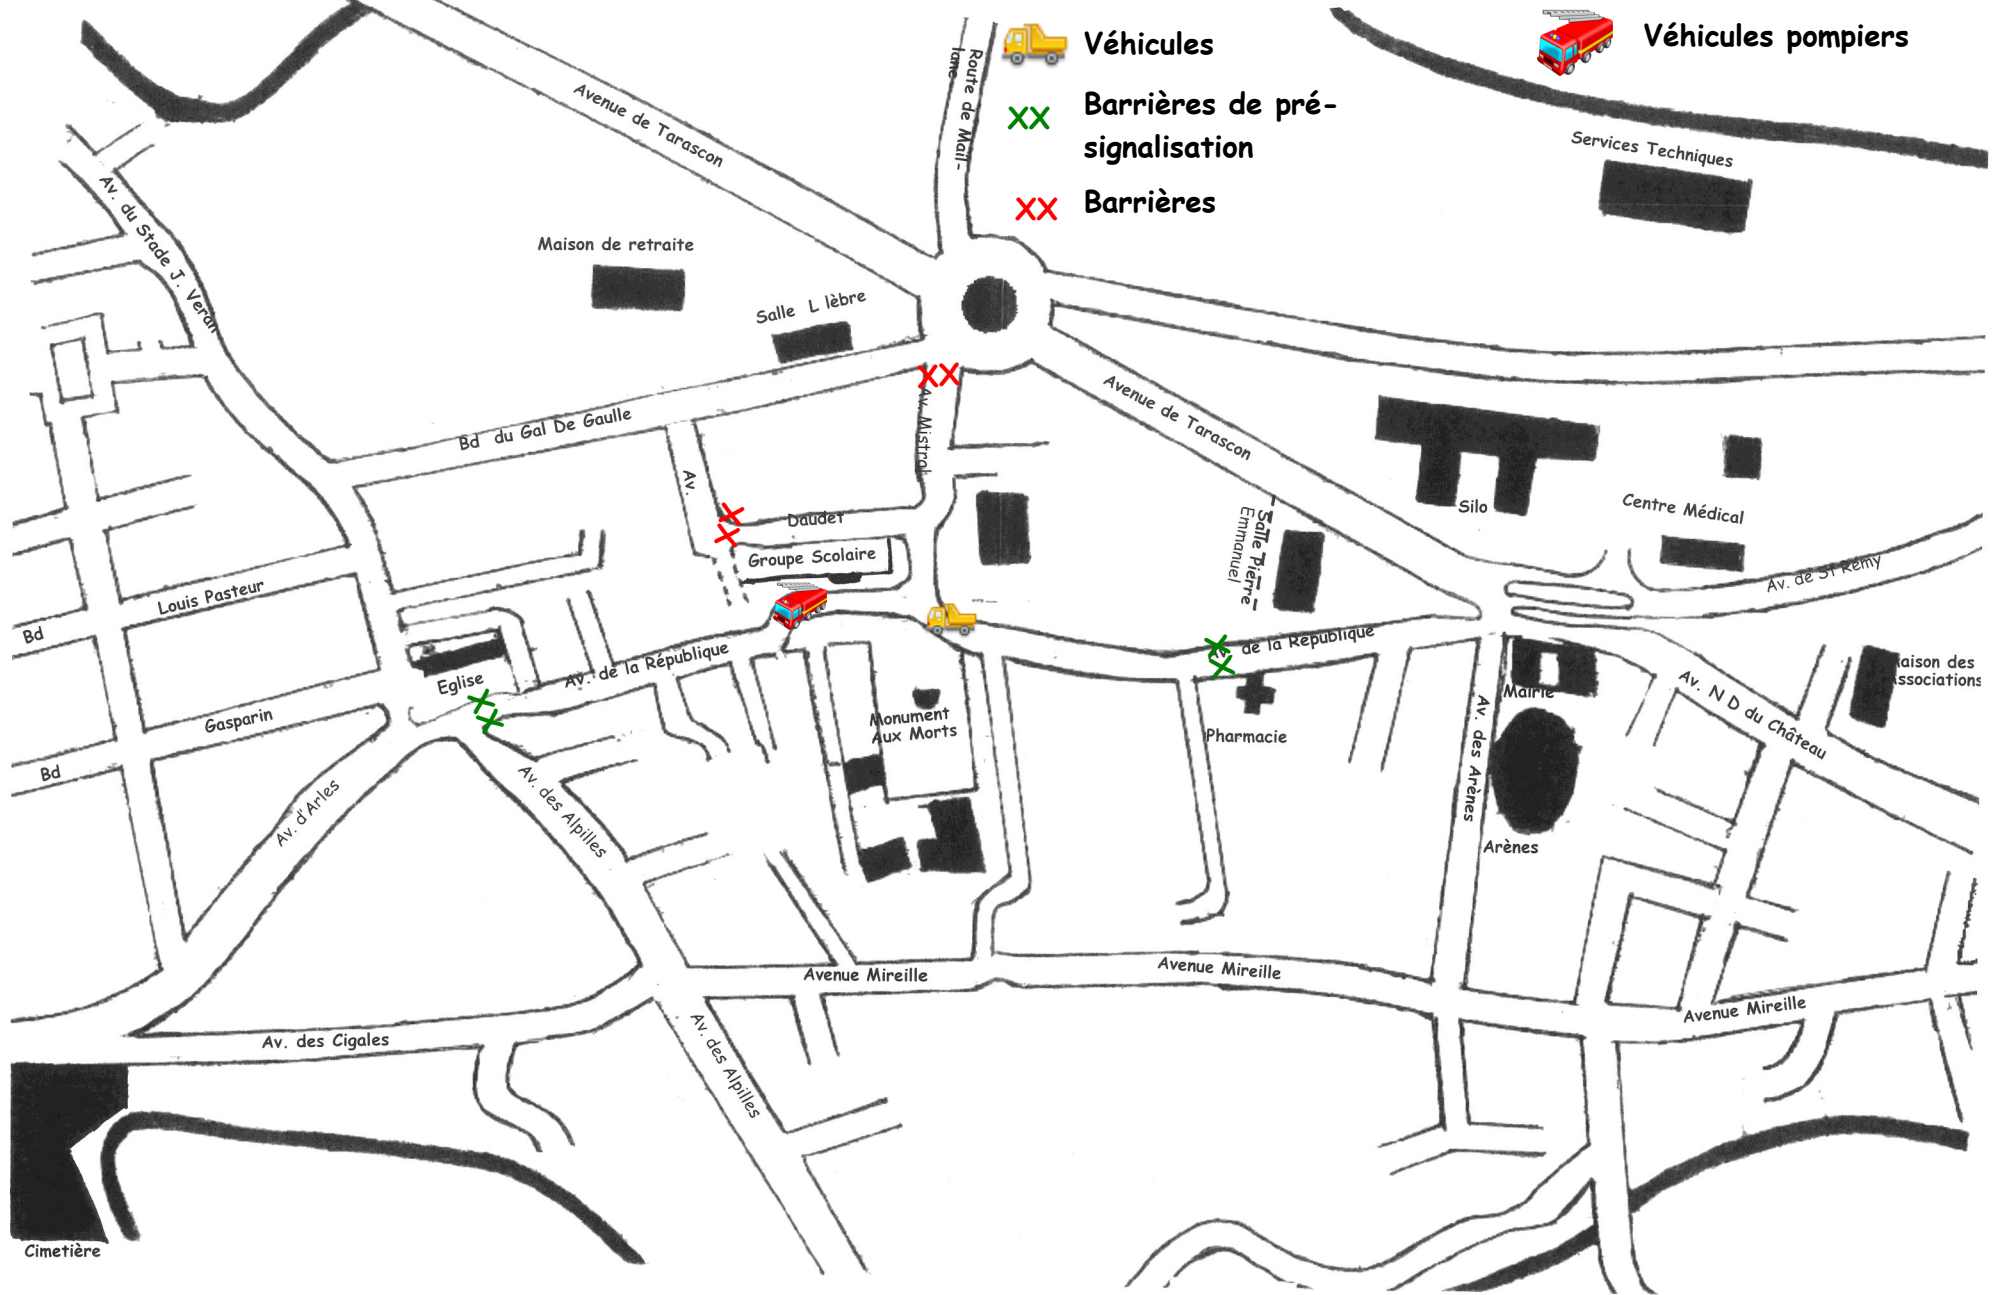 Véhicules
Barrières de pré-
signalisation
Barrières
Véhicules pompiers
Route de Mail-
lane
Avenue de Tarascon
Services Techniques
Av. du Stade J. Veran
Maison de retraite
Salle L lèbre
Bd du Gal De Gaulle
Av. Mistral
Avenue de Tarascon
Av.
Daudet
Groupe Scolaire
Silo
Centre Médical
Salle Pierre
Emmanuel
Av. de St Rémy
Louis Pasteur
Bd
Av. de la République
Av. de la République
Eglise
Mairie
aison des
ssociations
Av. N D du Château
Gasparin
Bd
Monument
Aux Morts
Pharmacie
Av. des Arènes
Av. d'Arles
Av. des Alpilles
Arènes
Avenue Mireille
Avenue Mireille
Avenue Mireille
Av. des Cigales
Av. des Alpilles
Cimetière